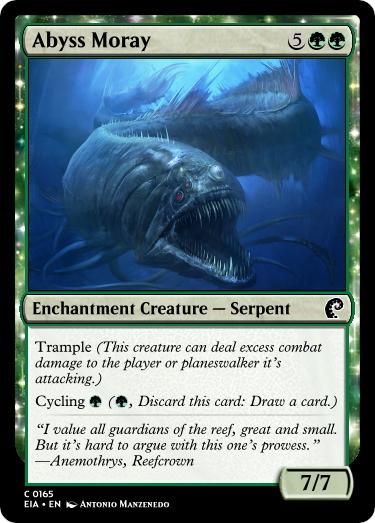 Abyss Moray 5
Enchantment Creature — Serpent
Trample (This creature can deal excess combat
damage to the player or planeswalker it's
attacking.)
Cycling (, Discard this card: Draw a card.)
“I value all guardians of the reef, great and small.
But it's hard to argue with this one's prowess.”
—Anemothrys, Reefcrown
7/7
C 0165
EIA • EN Antonio Manzenedo